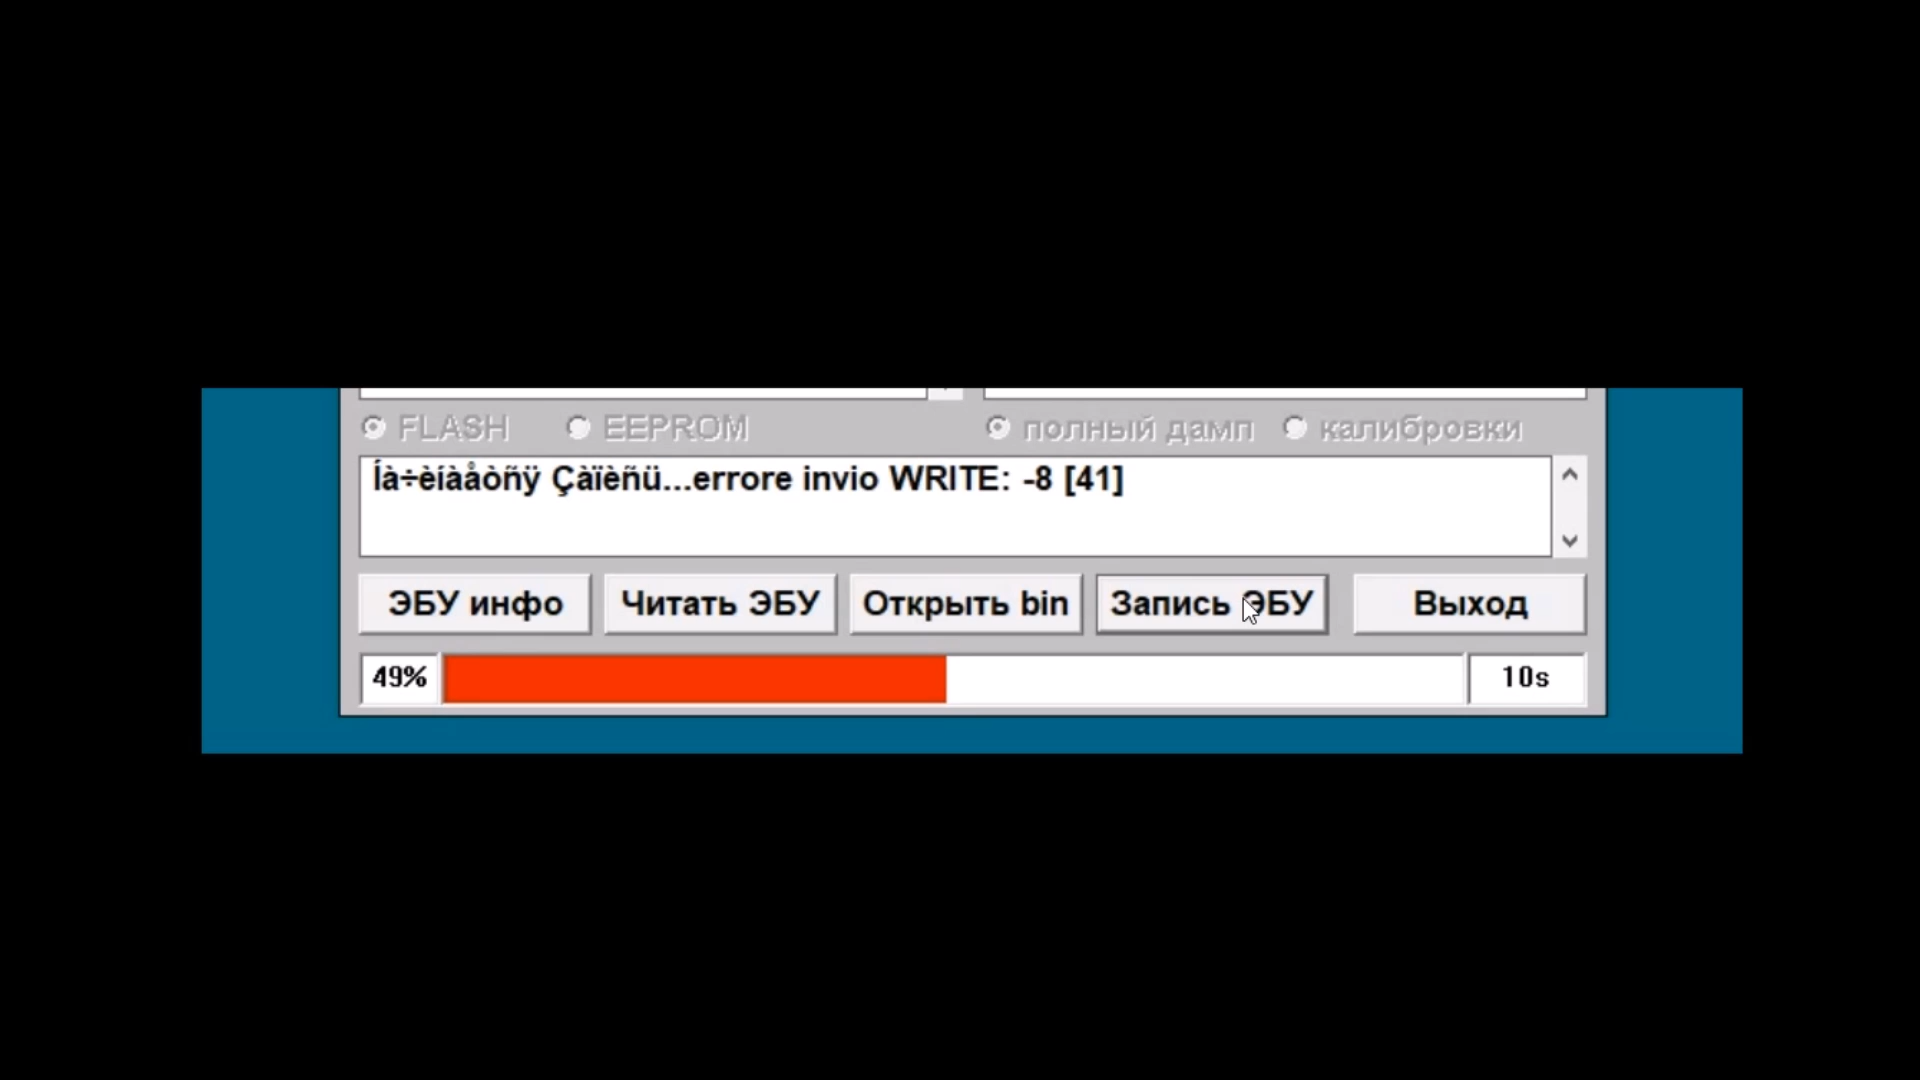 FLASH EEPROM полный дамп калибровки
Íà÷èíàåòñÿ Çàïèñü...errore invio WRITE: -8 [41]
ЭБУ инфо Читать ЭБУ Открыть bin Запись ЭБУ Выход
49% 10s